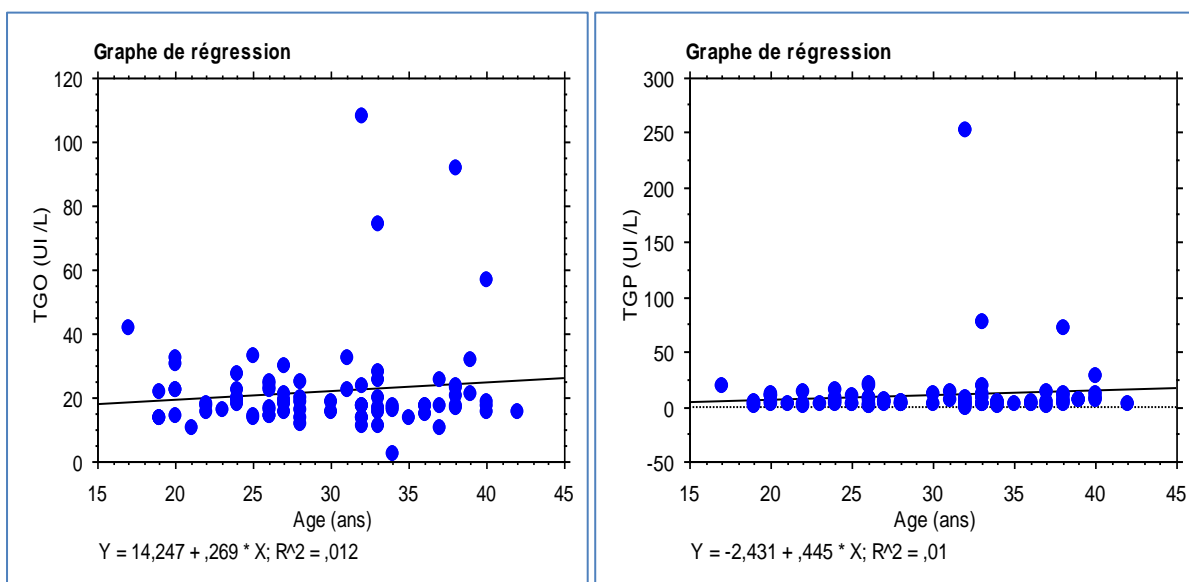 Graphe de régression
120
100
80
60
40
20
0
TGO (UI /L)
15 20 25 30 35 40 45
Age (ans)
Y = 14,247 + ,269 * X; R^2 = ,012
Graphe de régression
300
250
200
150
100
50
0
-50
TGP (UI /L)
15 20 25 30 35 40 45
Age (ans)
Y = -2,431 + ,445 * X; R^2 = ,01